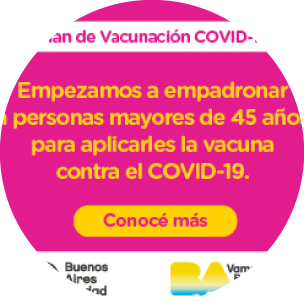 Plan de Vacunación COVID-
Empezamos a empadronar
a personas mayores de 45 años
para aplicarles la vacuna
contra el COVID-19.
Conocé más
Buenos
Aires
Ciudad
BA